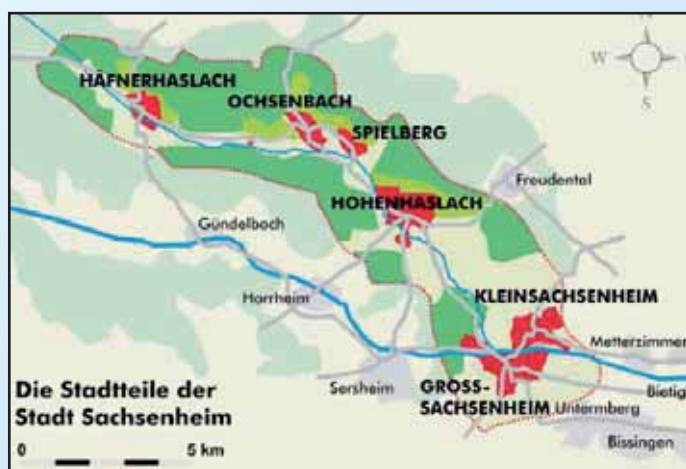 N
W
S
HÄFNERHASLACH
OCHSENBACH
SPIELBERG
HOHENHASLACH
Freudental
Gündelbach
Horrheim
KLEINSACHSENHEIM
Metterzimmer
Sersheim
GROSS-
SACHSENHEIM
Bietig
Untermberg
Bissingen
Die Stadtteile der
Stadt Sachsenheim
0 5 km